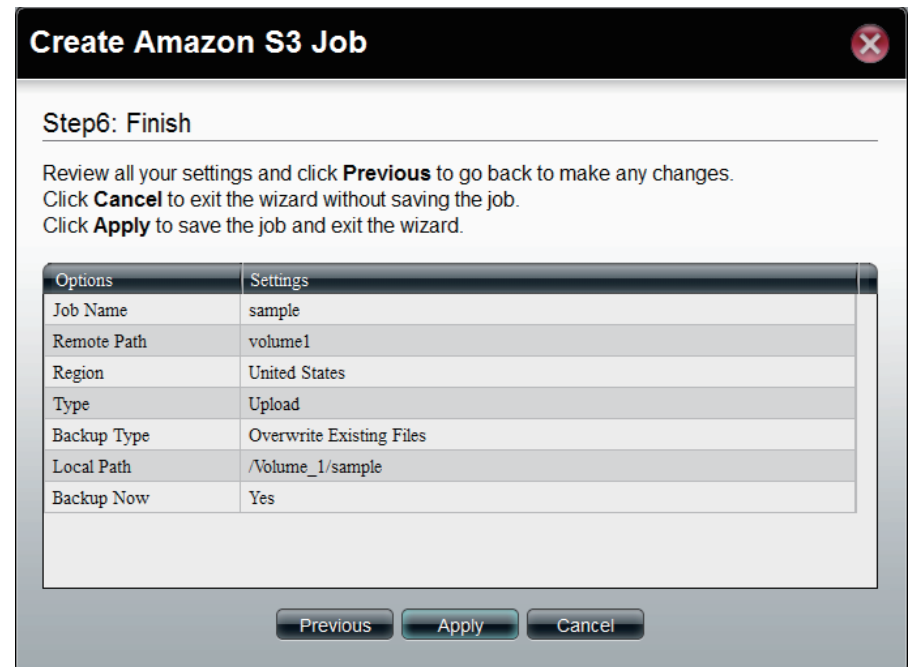 Create Amazon S3 Job
Step6: Finish
Review all your settings and click Previous to go back to make any changes.
Click Cancel to exit the wizard without saving the job.
Click Apply to save the job and exit the wizard.
Options Settings
Job Name sample
Remote Path volume1
Region United States
Type Upload
Backup Type Overwrite Existing Files
Local Path /Volume_1/sample
Backup Now Yes
Previous Apply Cancel